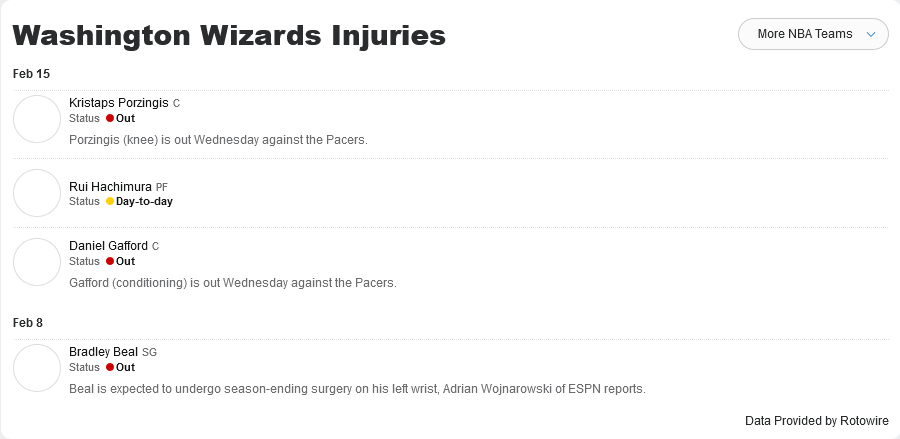 Washington Wizards Injuries
More NBA Teams
Feb 15
Kristaps Porzingis C
Status Out
Porzingis (knee) is out Wednesday against the Pacers.
Rui Hachimura PF
Status Day-to-day
Daniel Gafford C
Status Out
Gafford (conditioning) is out Wednesday against the Pacers.
Feb 8
Bradley Beal SG
Status Out
Beal is expected to undergo season-ending surgery on his left wrist, Adrian Wojnarowski of ESPN reports.
Data Provided by Rotowire